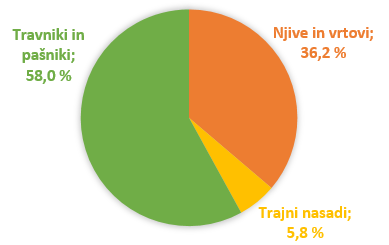 Travniki in
pašniki;
58,0 %
Njive in vrtovi;
36,2 %
Trajni nasadi;
5,8 %